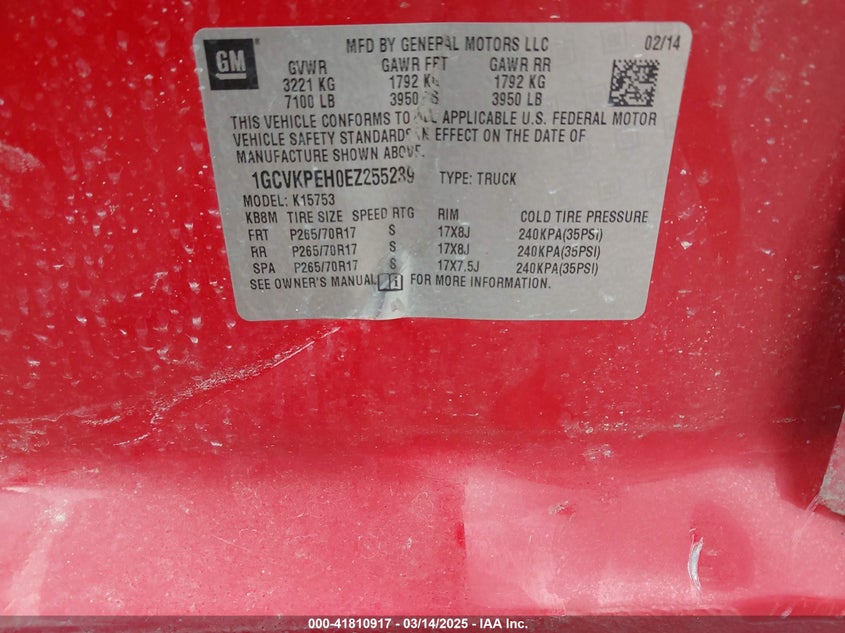 GM MFD BY GENERAL MOTORS LLC 02/14
GVWR GAWR FRT GAWR RR
3221 KG 1792 KG 1792 KG
7100 LB 3950 3950 LB
THIS VEHICLE CONFORMS TO ALL APPLICABLE U.S. FEDERAL MOTOR
VEHICLE SAFETY STANDARDS IN EFFECT ON THE DATE OF
MANUFACTURE SHOWN ABOVE.
1GCVKPEH0EZ255239 TYPE: TRUCK
MODEL: K15753
KB8M TIRE SIZE SPEED RTG RIM COLD TIRE PRESSURE
FRT P265/70R17 S 17X8J 240KPA(35PSI)
RR P265/70R17 S 17X8J 240KPA(35PSI)
SPA P265/70R17 S 17X7.5J 240KPA(35PSI)
SEE OWNER'S MANUAL i FOR MORE INFORMATION.
000-41810917 - 03/14/2025 - IAA Inc.